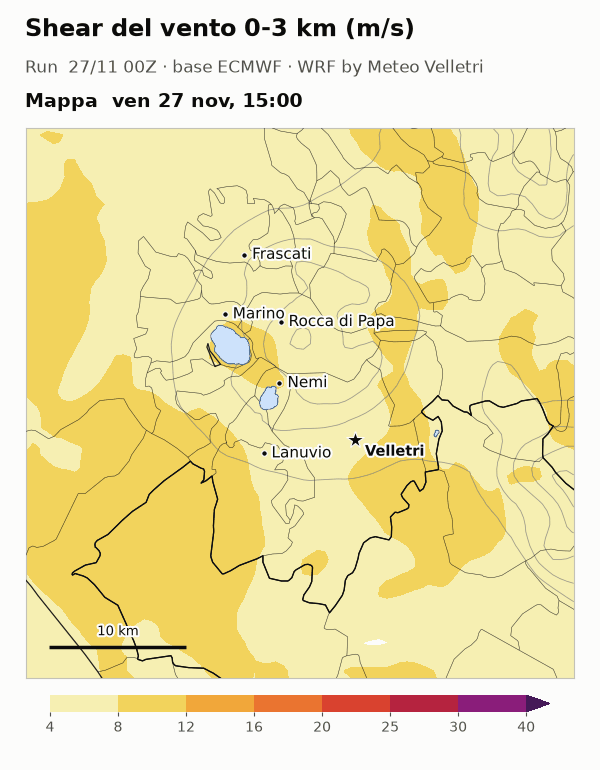 Shear del vento 0-3 km (m/s)
Run  27/11 00Z · base ECMWF · WRF by Meteo Velletri
Mappa  ven 27 nov, 15:00
Frascati
Marino
Rocca di Papa
Nemi
Velletri
Lanuvio
10 km
4 8 12 16 20 25 30 40